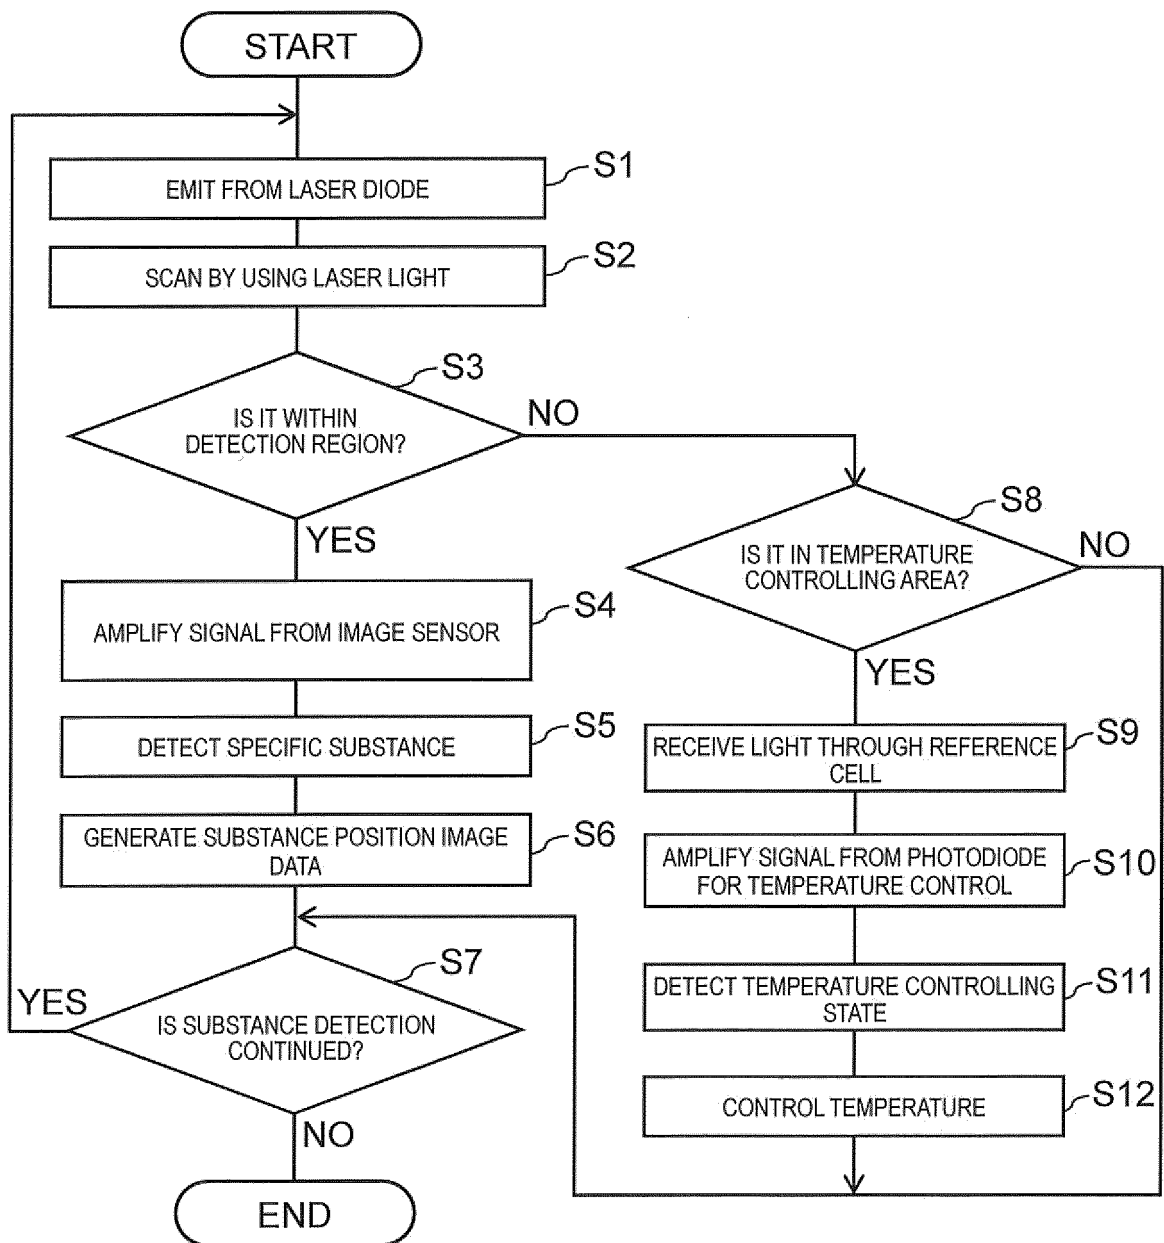 START
EMIT FROM LASER DIODE
S1
SCAN BY USING LASER LIGHT
S2
IS IT WITHIN
DETECTION REGION?
S3
NO
YES
AMPLIFY SIGNAL FROM IMAGE SENSOR
S4
DETECT SPECIFIC SUBSTANCE
S5
GENERATE SUBSTANCE POSITION IMAGE
DATA
S6
IS SUBSTANCE DETECTION
CONTINUED?
S7
YES
NO
END
IS IT IN TEMPERATURE
CONTROLLING AREA?
S8
NO
YES
RECEIVE LIGHT THROUGH REFERENCE
CELL
S9
AMPLIFY SIGNAL FROM PHOTODIODE
FOR TEMPERATURE CONTROL
S10
DETECT TEMPERATURE CONTROLLING
STATE
S11
CONTROL TEMPERATURE
S12